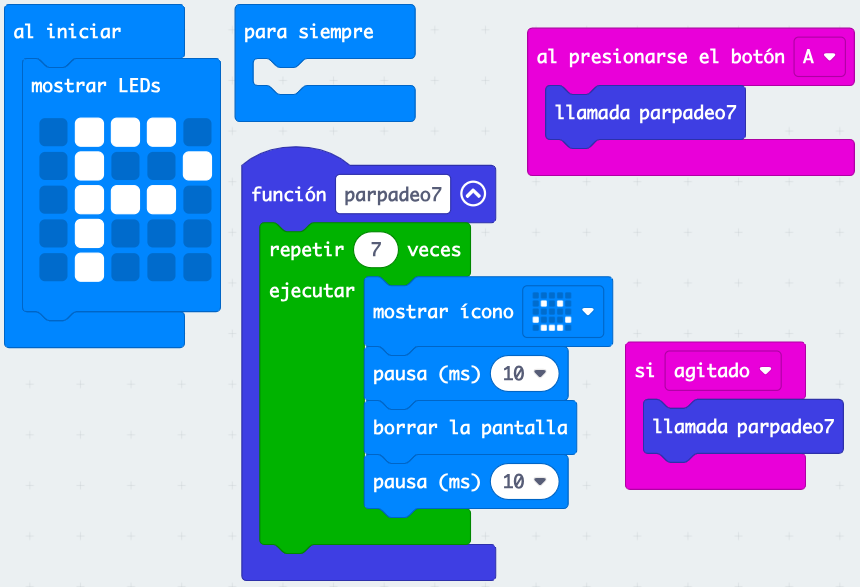 al iniciar
mostrar LEDs
para siempre
al presionarse el botón A
llamada parpadeo7
función parpadeo7
repetir 7 veces
ejecutar
mostrar ícono
pausa (ms) 10
borrar la pantalla
pausa (ms) 10
si agitado
llamada parpadeo7